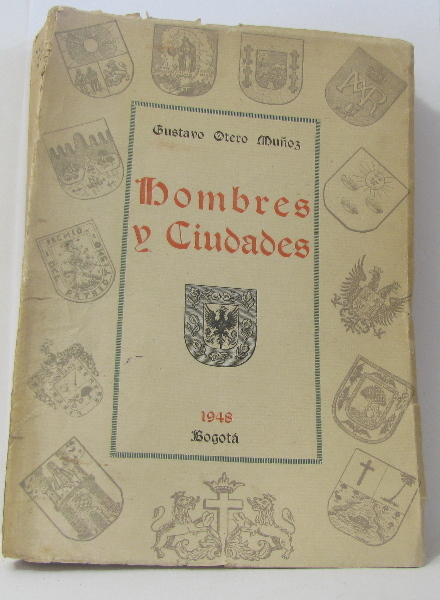 Gustavo Otero Muñoz
Hombres
y Ciudades
1948
Bogotá